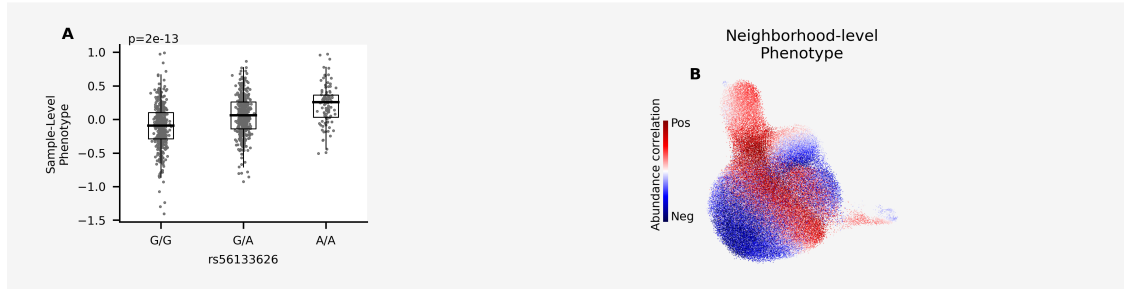 A
p=2e-13
1.0
0.5
0.0
−0.5
−1.0
−1.5
Sample-Level
Phenotype
G/G
G/A
A/A
rs56133626
Neighborhood-level
Phenotype
B
Abundance correlation
Pos
Neg